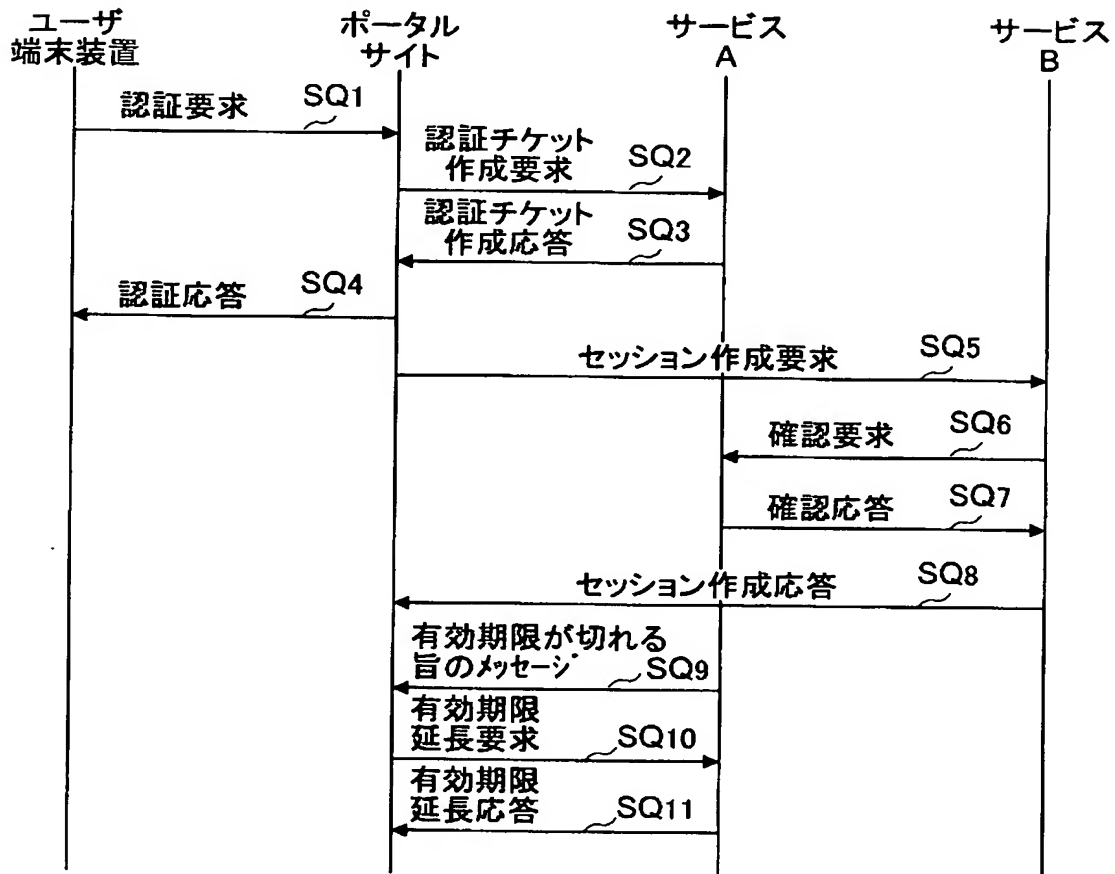 ユーザ
端末装置
ポータル
サイト
サービス
A
サービス
B
認証要求
SQ1
認証チケット
作成要求
SQ2
認証チケット
作成応答
SQ3
認証応答
SQ4
セッション作成要求
SQ5
確認要求
SQ6
確認応答
SQ7
セッション作成応答
SQ8
有効期限が切れる
旨のメッセージ
SQ9
有効期限
延長要求
SQ10
有効期限
延長応答
SQ11